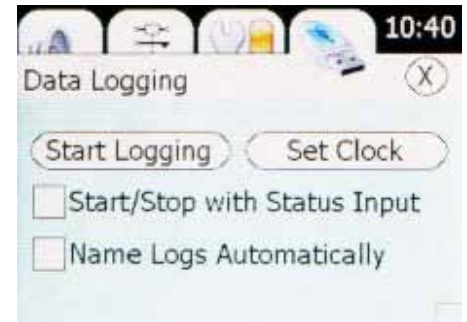 10:40
Data Logging
X
Start Logging
Set Clock
Start/Stop with Status Input
Name Logs Automatically